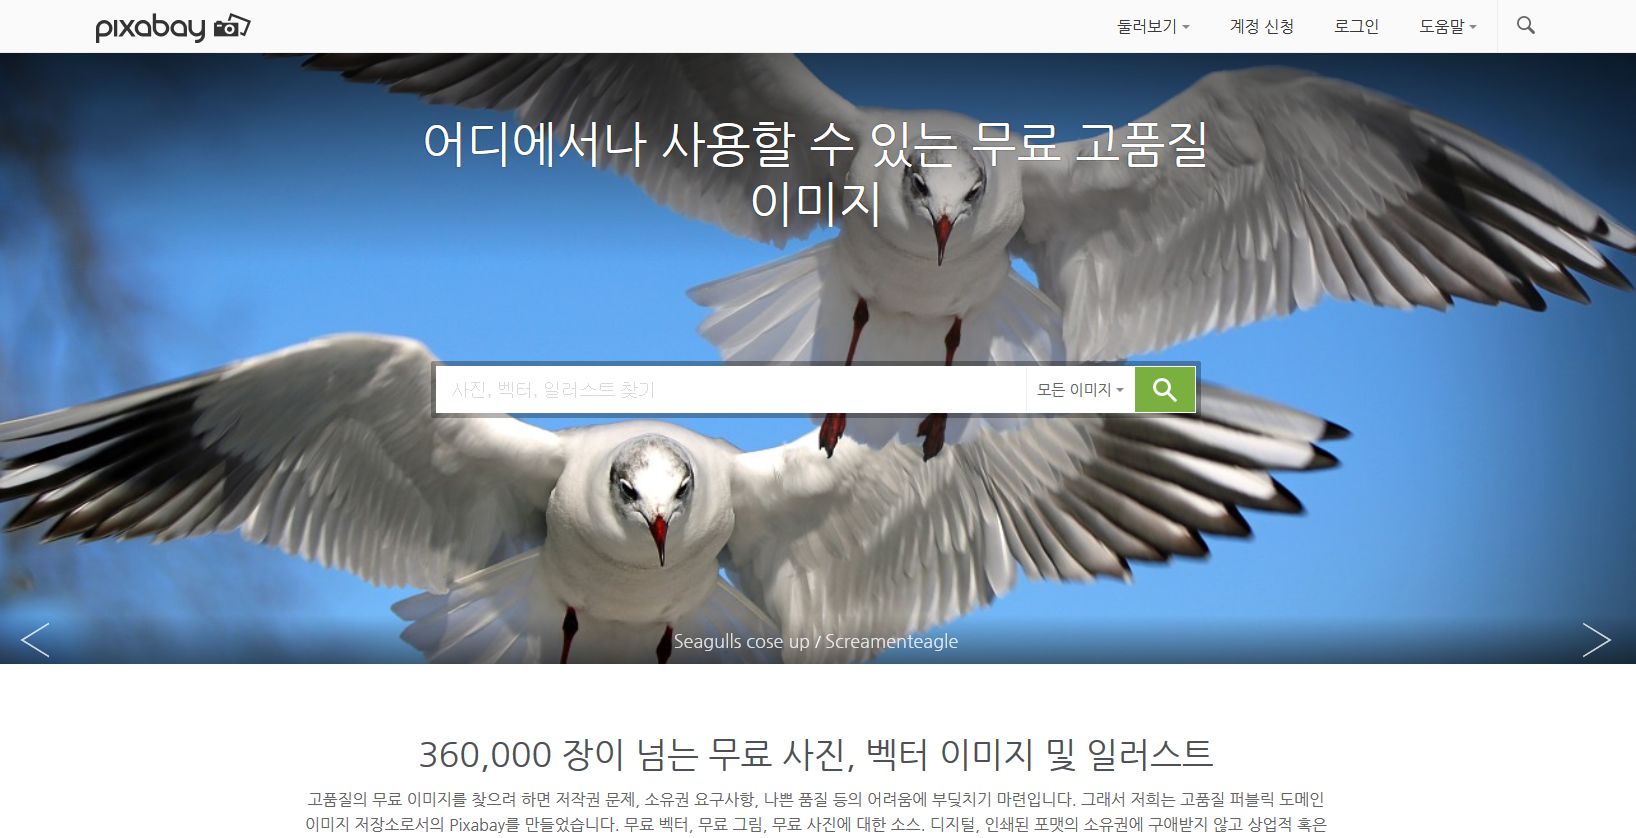 pixabay
둘러보기
계정 신청
로그인
도움말
어디에서나 사용할 수 있는 무료 고품질
이미지
사진, 벡터, 일러스트 찾기
모든 이미지
Seagulls cose up / Screamenteagle
360,000 장이 넘는 무료 사진, 벡터 이미지 및 일러스트
고품질의 무료 이미지를 찾으려 하면 저작권 문제, 소유권 요구사항, 나쁜 품질 등의 어려움에 부딪치기 마련입니다. 그래서 저희는 고품질 퍼블릭 도메인
이미지 저장소로서의 Pixabay를 만들었습니다. 무료 벡터, 무료 그림, 무료 사진에 대한 소스. 디지털, 인쇄된 포맷의 소유권에 구애받지 않고 상업적 혹은